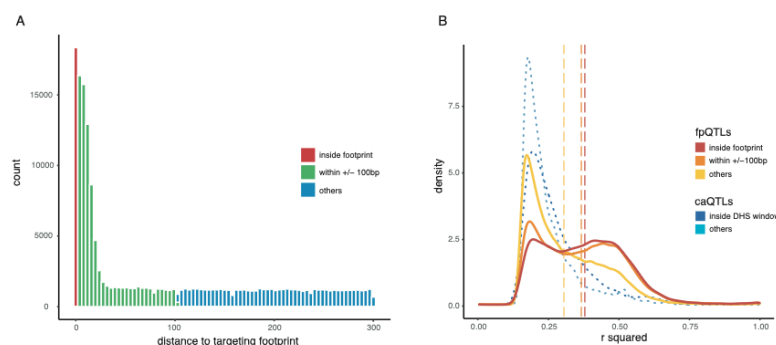 A
count
15000
10000
5000
0
0
100
200
300
distance to targeting footprint
inside footprint
within +/− 100bp
others
B
density
7.5
5.0
2.5
0.0
0.00
0.25
0.50
0.75
1.00
r squared
fpQTLs
inside footprint
within +/−100bp
others
caQTLs
inside DHS window
others